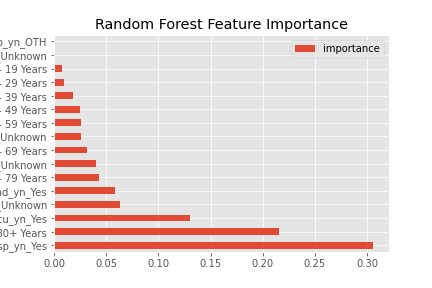 Random Forest Feature Importance
importance
p_yn_OTH
Unknown
19 Years
- 29 Years
- 39 Years
- 49 Years
- 59 Years
Unknown
- 69 Years
Unknown
- 79 Years
nd_yn_Yes
Unknown
cu_yn_Yes
80+ Years
sp_yn_Yes
0.00 0.05 0.10 0.15 0.20 0.25 0.30